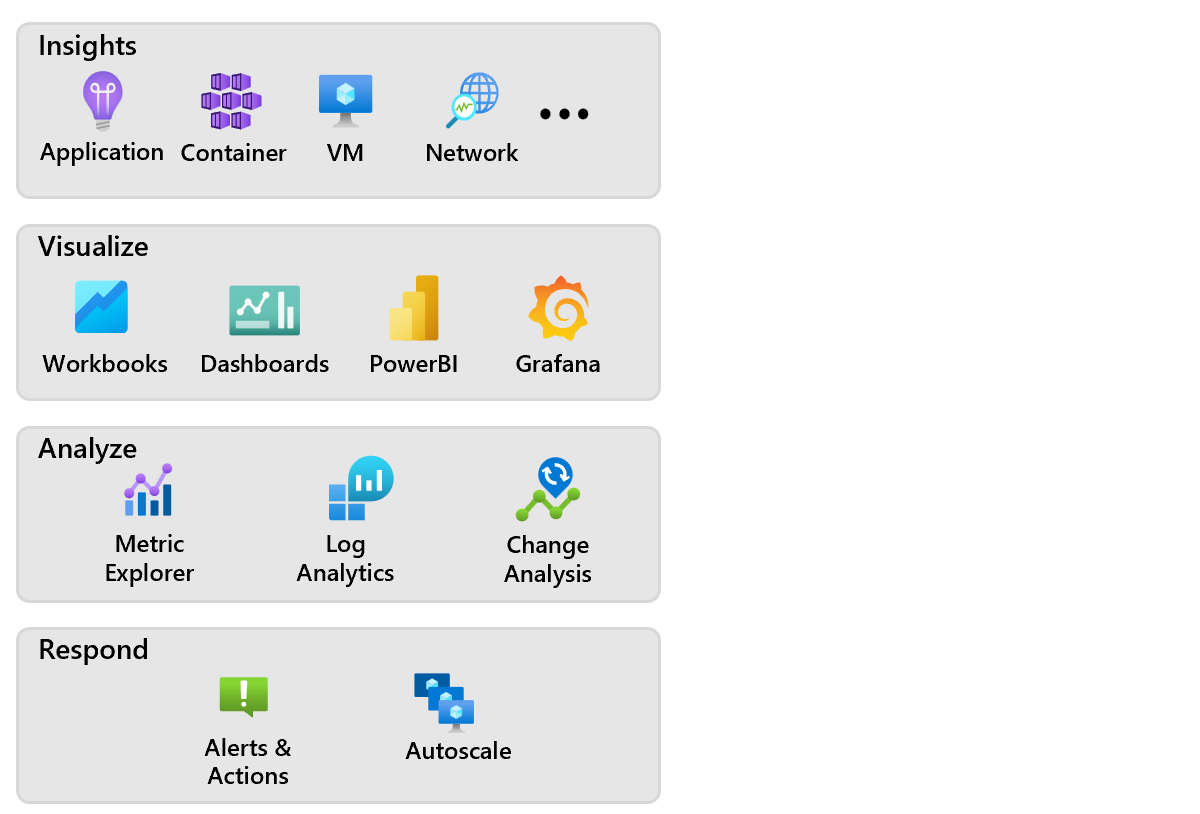 Insights
Application
Container
VM
Network
Visualize
Workbooks
Dashboards
PowerBI
Grafana
Analyze
Metric
Explorer
Log
Analytics
Change
Analysis
Respond
Alerts &
Actions
Autoscale